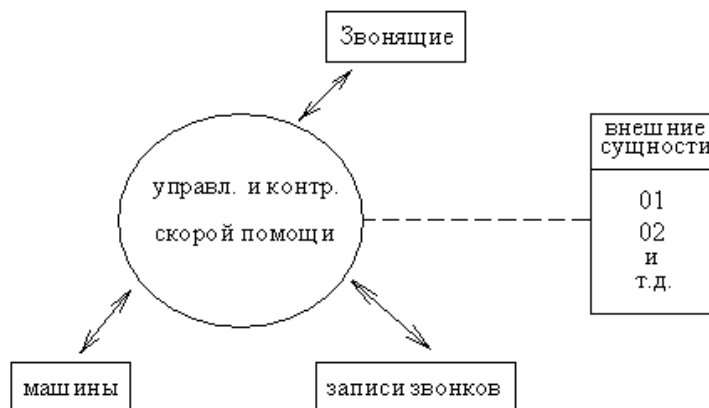 Звонящие
внешние
сущности
управл. и контр.
скорой помощи
01
02
и
т.д.
машины
записи звонков